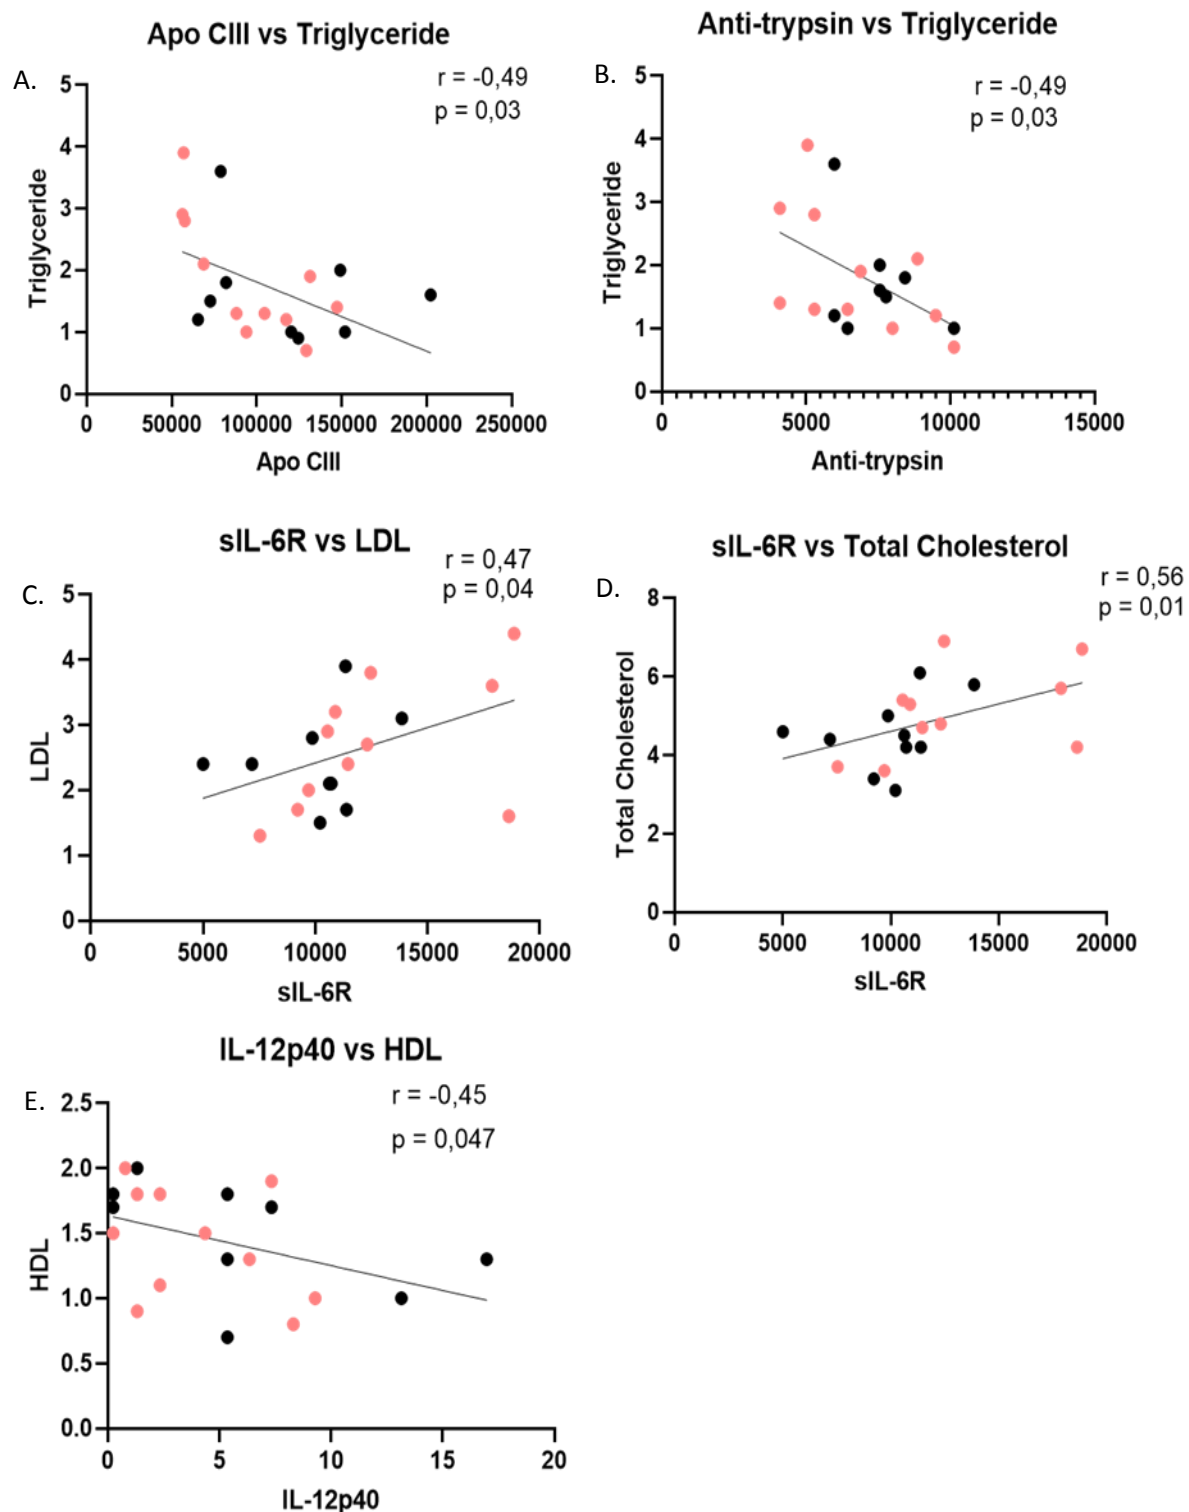 Apo CIII vs Triglyceride
A.
r = -0,49
p = 0,03
5
4
3
2
1
0
Triglyceride
0 50000 100000 150000 200000 250000
Apo CIII
Anti-trypsin vs Triglyceride
B.
r = -0,49
p = 0,03
5
4
3
2
1
0
Triglyceride
0 5000 10000 15000
Anti-trypsin
sIL-6R vs LDL
C.
r = 0,47
p = 0,04
5
4
3
2
1
0
LDL
0 5000 10000 15000 20000
sIL-6R
sIL-6R vs Total Cholesterol
D.
r = 0,56
p = 0,01
8
6
4
2
0
Total Cholesterol
0 5000 10000 15000 20000
sIL-6R
IL-12p40 vs HDL
E.
r = -0,45
p = 0,047
2.5
2.0
1.5
1.0
0.5
0.0
HDL
0 5 10 15 20
IL-12p40